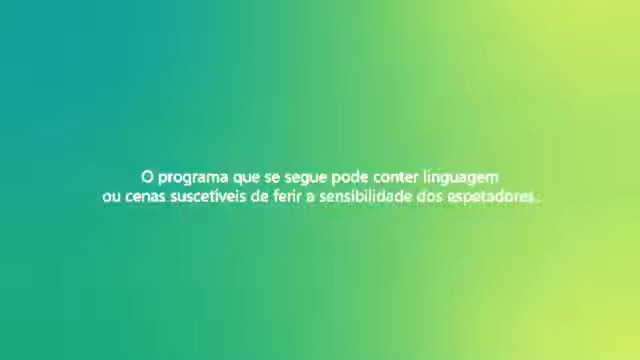 O programa que se segue pode conter linguagem
ou cenas suscetíveis de ferir a sensibilidade dos espetadores.